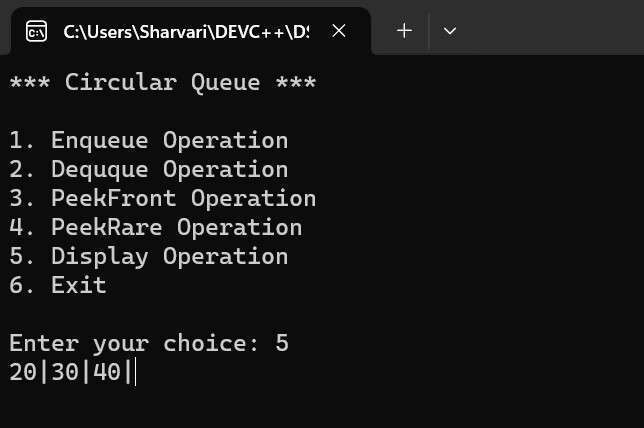 C:\Users\Sharvari\DEVC++\DS
*** Circular Queue ***
1. Enqueue Operation
2. Dequque Operation
3. PeekFront Operation
4. PeekRare Operation
5. Display Operation
6. Exit
Enter your choice: 5
20|30|40|